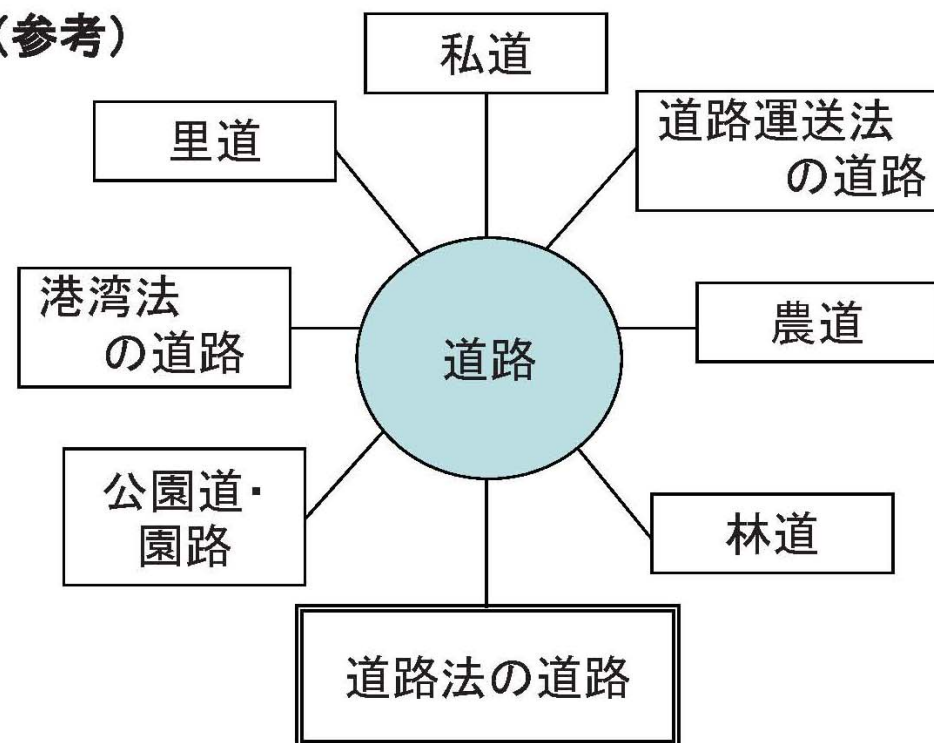 (参考)
私道
里道
道路運送法
の道路
港湾法
の道路
道路
農道
公園道・
園路
林道
道路法の道路